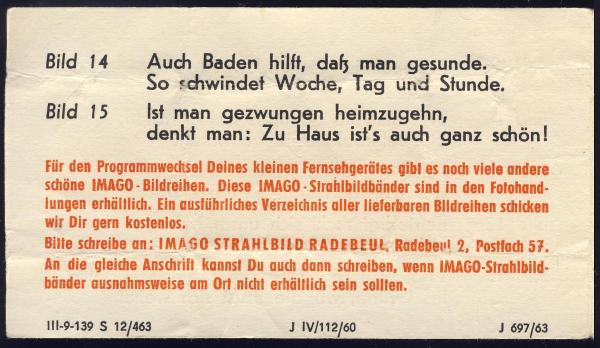 Bild 14 Auch Baden hilft, daß man gesunde.
So schwindet Woche, Tag und Stunde.
Bild 15 Ist man gezwungen heimzugehn,
denkt man: Zu Haus ist's auch ganz schön!
Für den Programmwechsel Deines kleinen Fernsehgerätes gibt es noch viele andere
schöne IMAGO-Bildreihen. Diese IMAGO-Strahlbildbänder sind in den Fotohand-
lungen erhältlich. Ein ausführliches Verzeichnis aller lieferbaren Bildreihen schicken
wir Dir gern kostenlos.
Bitte schreibe an: IMAGO STRAHLBILD RADEBEUL, Radebeul 2, Postfach 57.
An die gleiche Anschrift kannst Du auch dann schreiben, wenn IMAGO-Strahlbild-
bänder ausnahmsweise am Ort nicht erhältlich sein sollten.
III-9-139 S 12/463 J IV/112/60 J 697/63